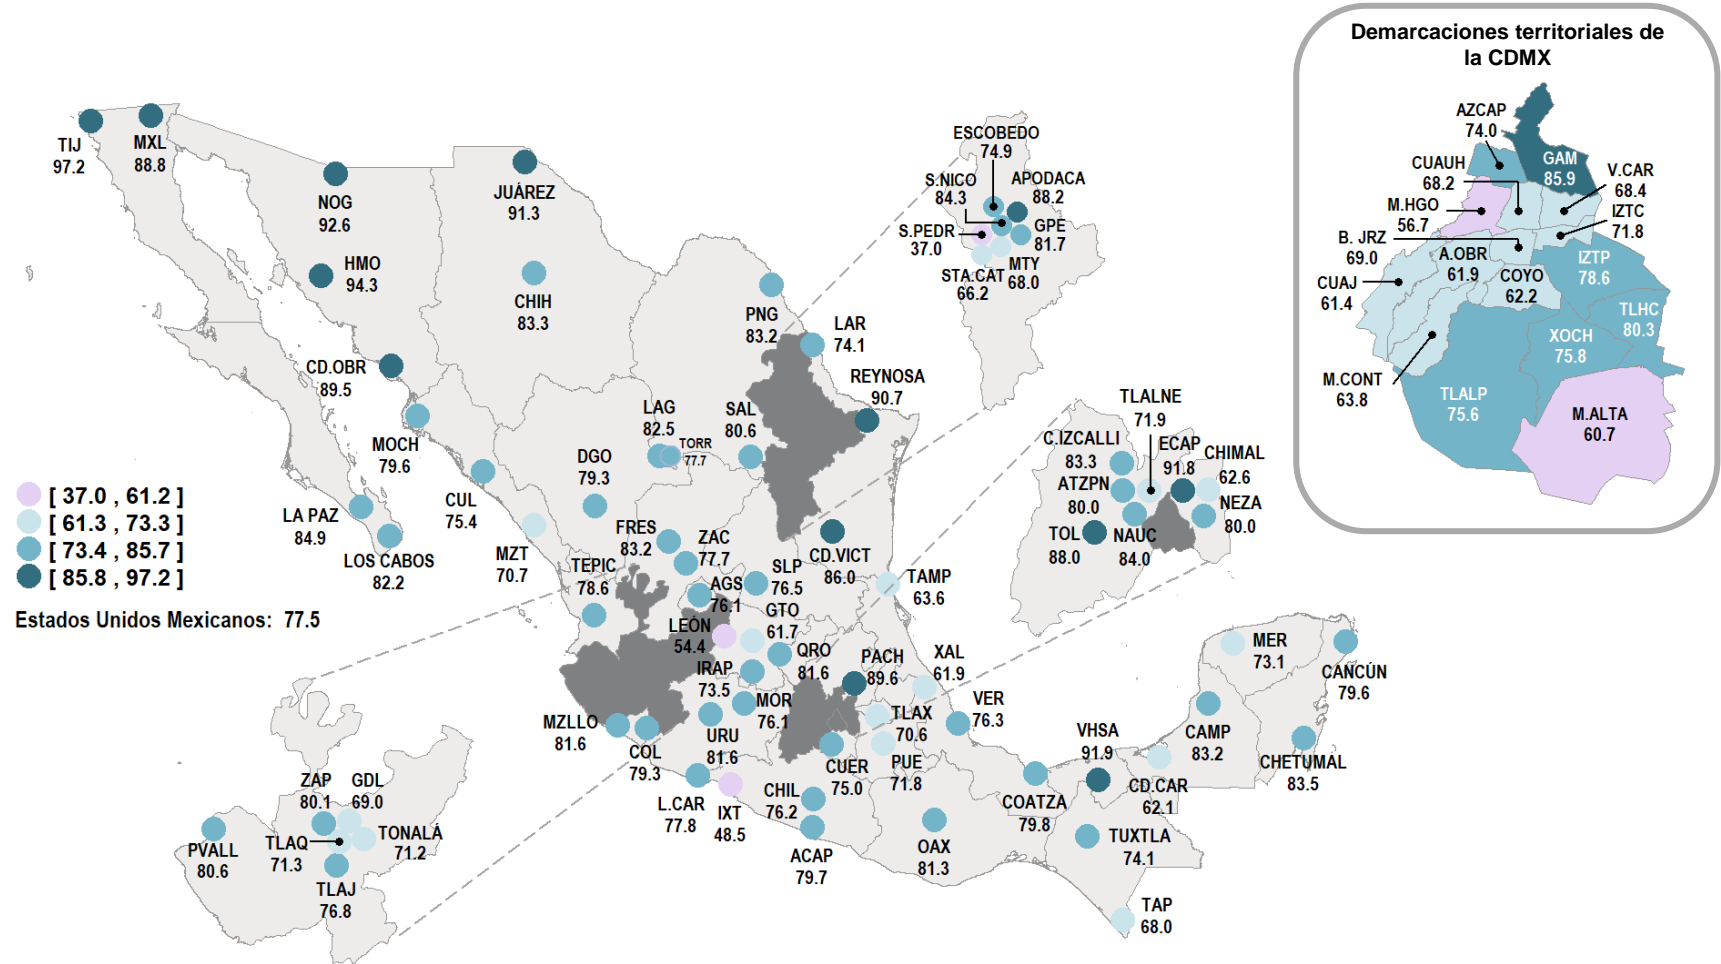 Demarcaciones territoriales de
la CDMX
AZCAP
74.0
CUAUH
68.2
GAM
85.9
V.CAR
68.4
M.HGO
56.7
IZTC
71.8
B. JRZ
69.0
A.OBR
61.9
COYO
62.2
IZTP
78.6
CUAJ
61.4
TLHC
80.3
XOCH
75.8
M.CONT
63.8
TLALP
75.6
M.ALTA
60.7
TIJ
97.2
MXL
88.8
NOG
92.6
JUÁREZ
91.3
HMO
94.3
CHIH
83.3
CD.OBR
89.5
PNG
83.2
LAR
74.1
REYNOSA
90.7
ESCOBEDO
74.9
S.NICO
84.3
APODACA
88.2
S.PEDR
37.0
GPE
81.7
STA.CAT
66.2
MTY
68.0
MOCH
79.6
LAG
82.5
TORR
77.7
SAL
80.6
DGO
79.3
CUL
75.4
LA PAZ
84.9
LOS CABOS
82.2
MZT
70.7
FRES
83.2
ZAC
77.7
CD.VICT
86.0
TEPIC
78.6
AGS
76.1
SLP
76.5
TAMP
63.6
TLALNE
71.9
C.IZCALLI
83.3
ECAP
91.8
CHIMAL
62.6
ATZPN
80.0
NEZA
80.0
TOL
88.0
NAUC
84.0
[ 37.0 , 61.2 ]
[ 61.3 , 73.3 ]
[ 73.4 , 85.7 ]
[ 85.8 , 97.2 ]
Estados Unidos Mexicanos: 77.5
LEÓN
54.4
GTO
61.7
IRAP
73.5
QRO
81.6
PACH
89.6
XAL
61.9
MER
73.1
CANCÚN
79.6
MZLLO
81.6
COL
79.3
URU
81.6
MOR
76.1
TLAX
70.6
VER
76.3
VHSA
91.9
CAMP
83.2
CHETUMAL
83.5
L.CAR
77.8
IXT
48.5
CHIL
76.2
CUER
75.0
PUE
71.8
COATZA
79.8
CD.CAR
62.1
ACAP
79.7
OAX
81.3
TUXTLA
74.1
TAP
68.0
ZAP
80.1
GDL
69.0
PVALL
80.6
TLAQ
71.3
TONALÁ
71.2
TLAJ
76.8